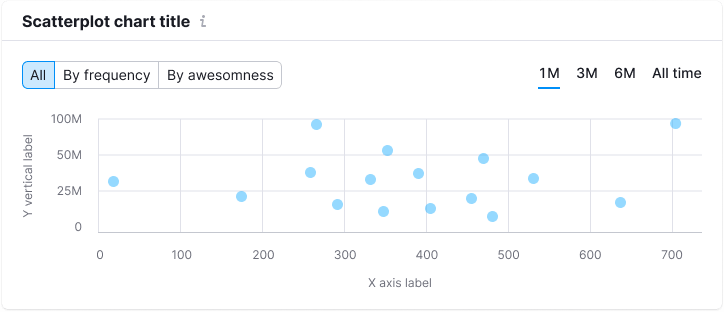 Scatterplot chart title i
All By frequency By awesomness 1M 3M 6M All time
Y vertical label
100M
50M
25M
0
0 100 200 300 400 500 600 700
X axis label